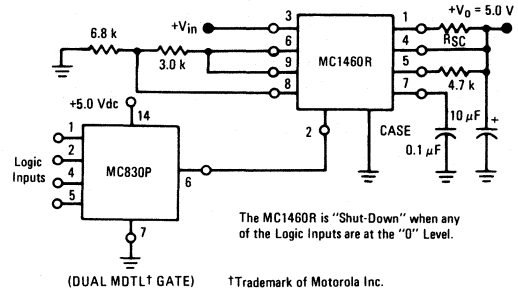 +V₀ = 5.0 V
+Vin
3
1
R_SC
6.8 k
3.0 k
6
4
9
MC1460R
5
4.7 k
8
7
+5.0 Vdc
14
2
CASE
10 µF
+
0.1 µF
1
2
Logic
Inputs
4
5
MC830P
6
7
The MC1460R is "Shut-Down" when any
of the Logic Inputs are at the "0" Level.
(DUAL MDTL† GATE)
†Trademark of Motorola Inc.